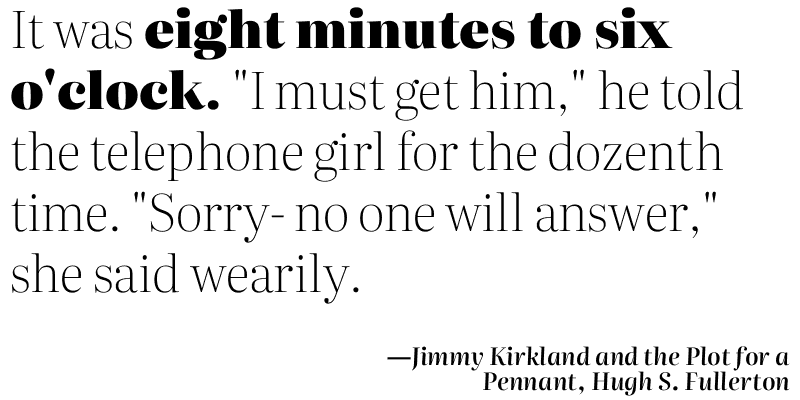 It was eight minutes to six
o'clock. "I must get him," he told
the telephone girl for the dozenth
time. "Sorry- no one will answer,"
she said wearily.
—Jimmy Kirkland and the Plot for a
Pennant, Hugh S. Fullerton